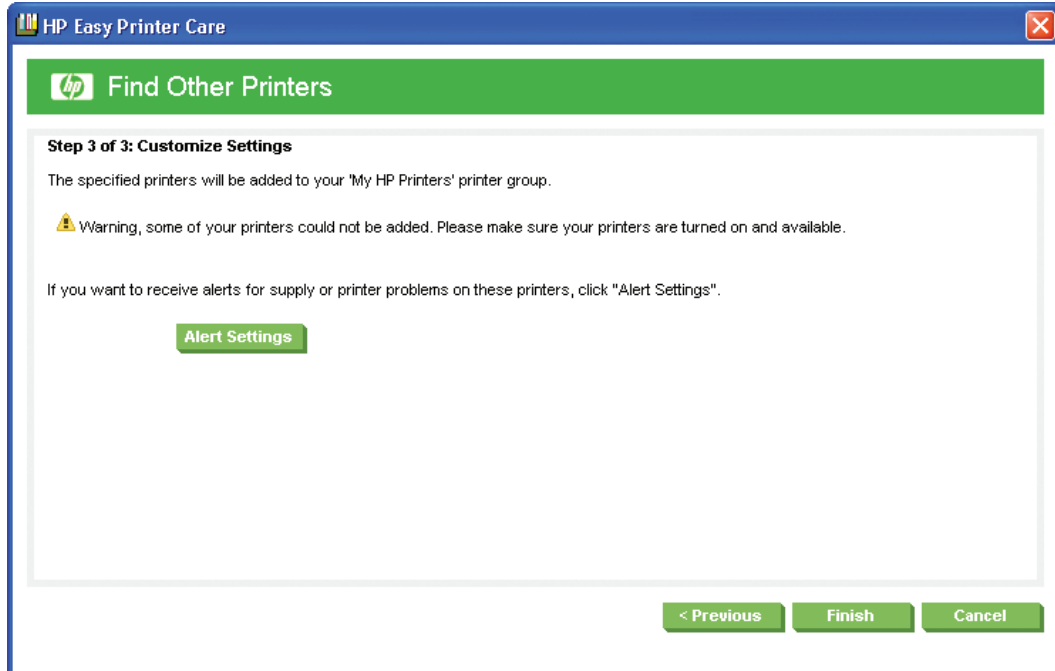 HP Easy Printer Care
hp Find Other Printers
Step 3 of 3: Customize Settings
The specified printers will be added to your 'My HP Printers' printer group.
Warning, some of your printers could not be added. Please make sure your printers are turned on and available.
If you want to receive alerts for supply or printer problems on these printers, click "Alert Settings".
Alert Settings
< Previous Finish Cancel